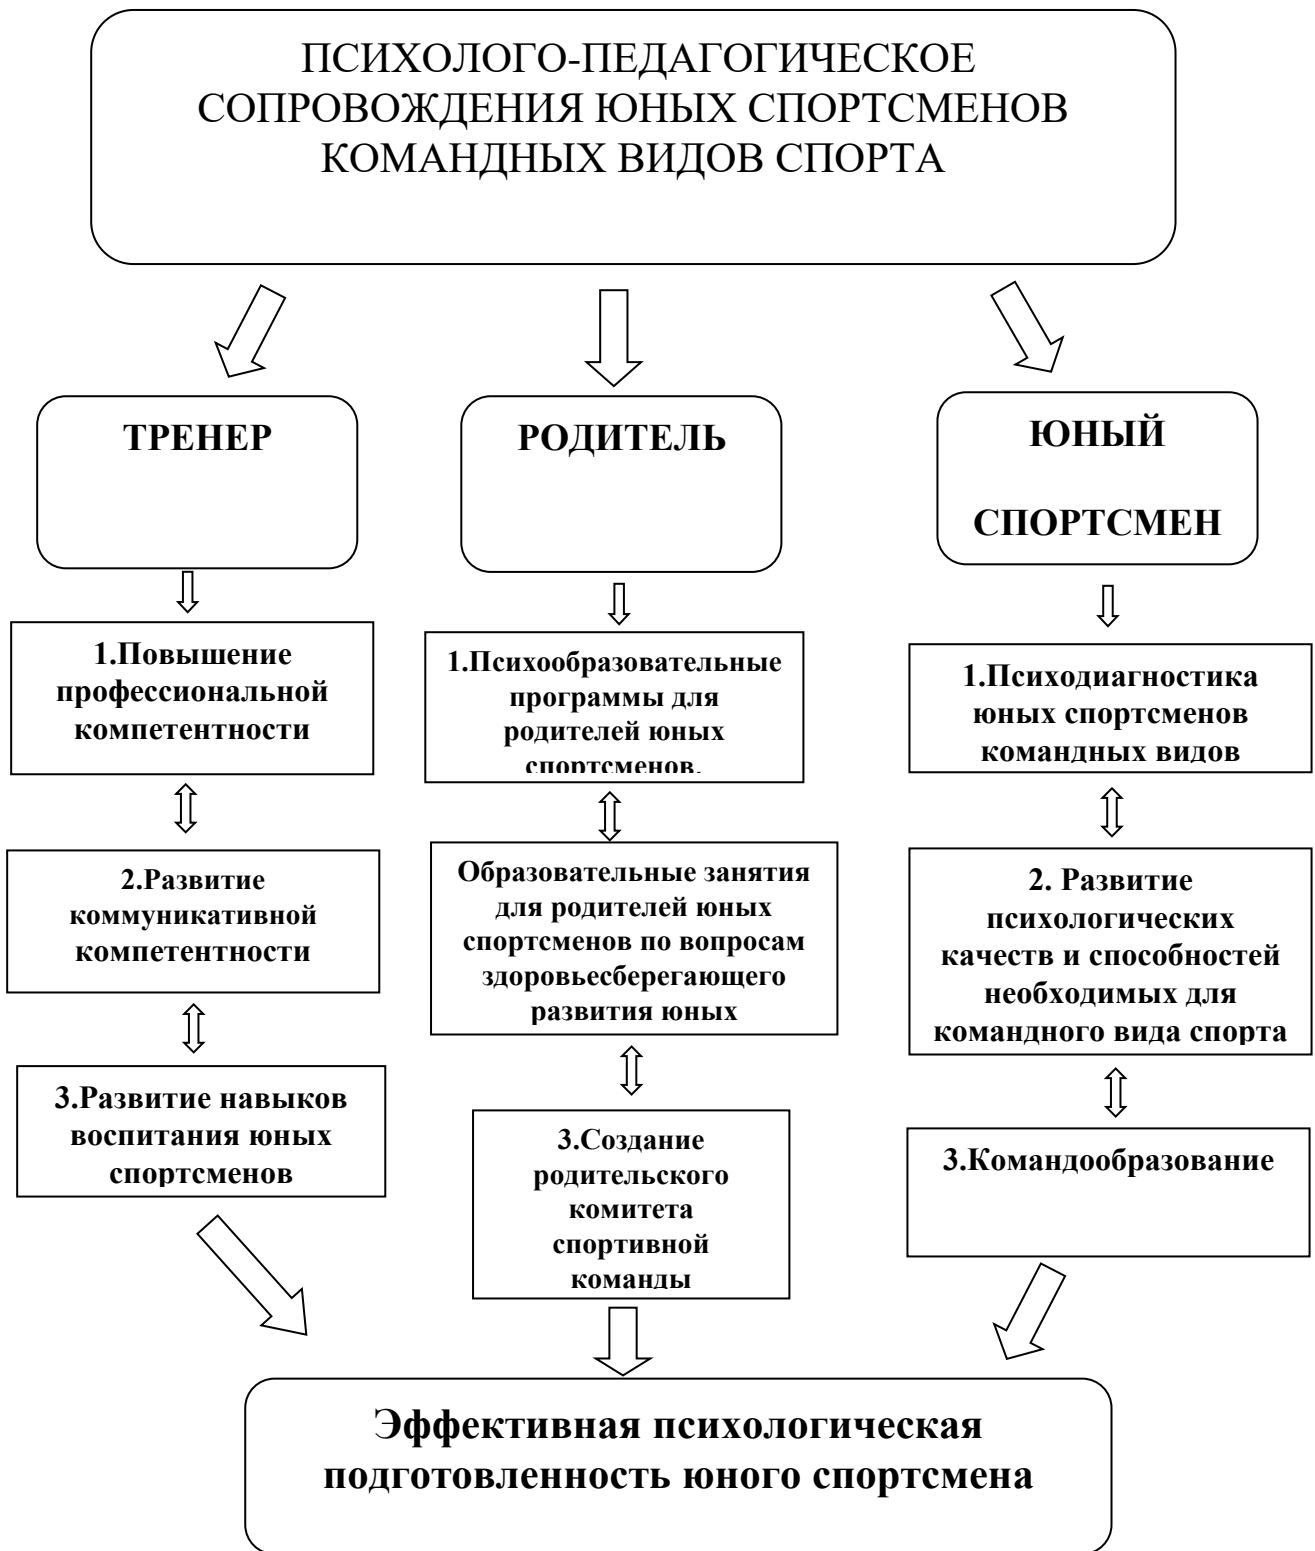 ПСИХОЛОГО-ПЕДАГОГИЧЕСКОЕ
СОПРОВОЖДЕНИЯ ЮНЫХ СПОРТСМЕНОВ
КОМАНДНЫХ ВИДОВ СПОРТА
ТРЕНЕР
РОДИТЕЛЬ
ЮНЫЙ
СПОРТСМЕН
1.Повышение
профессиональной
компетентности
1.Психообразовательные
программы для
родителей юных
спортсменов.
1.Психодиагностика
юных спортсменов
командных видов
2.Развитие
коммуникативной
компетентности
Образовательные занятия
для родителей юных
спортсменов по вопросам
здоровьесберегающего
развития юных
2. Развитие
психологических
качеств и способностей
необходимых для
командного вида спорта
3.Развитие навыков
воспитания юных
спортсменов
3.Создание
родительского
комитета
спортивной
команды
3.Командообразование
Эффективная психологическая
подготовленность юного спортсмена